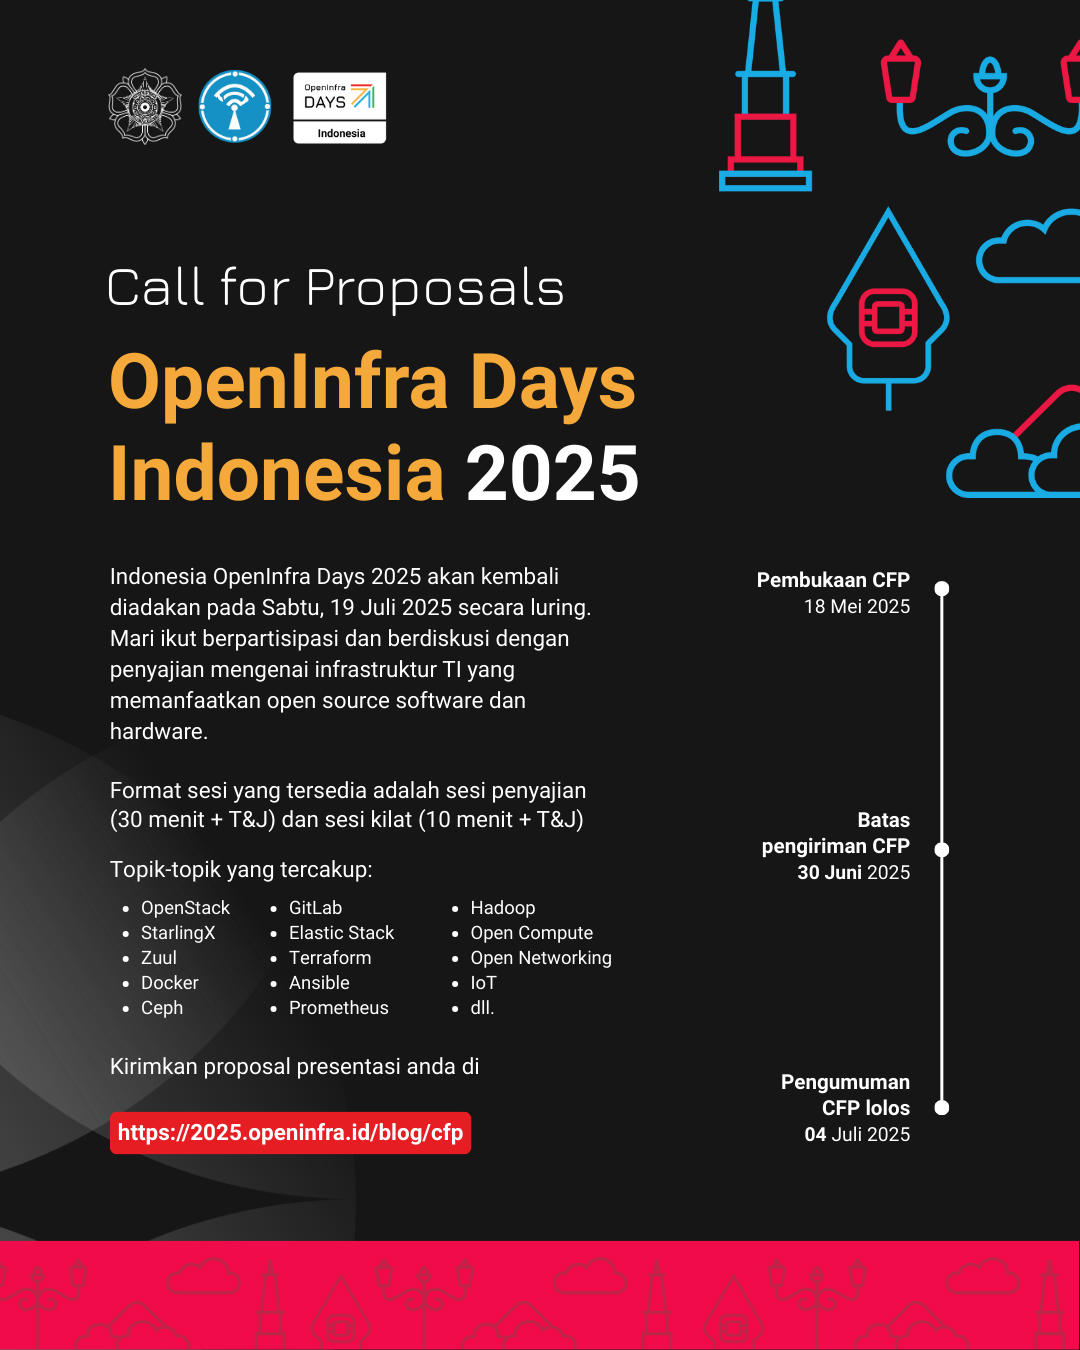 OpenInfra
DAYS
Indonesia
Call for Proposals
OpenInfra Days
Indonesia 2025
Indonesia OpenInfra Days 2025 akan kembali
diadakan pada Sabtu, 19 Juli 2025 secara luring.
Mari ikut berpartisipasi dan berdiskusi dengan
penyajian mengenai infrastruktur TI yang
memanfaatkan open source software dan
hardware.
Format sesi yang tersedia adalah sesi penyajian
(30 menit + T&J) dan sesi kilat (10 menit + T&J)
Topik-topik yang tercakup:
• OpenStack
• StarlingX
• Zuul
• Docker
• Ceph
• GitLab
• Elastic Stack
• Terraform
• Ansible
• Prometheus
• Hadoop
• Open Compute
• Open Networking
• IoT
• dll.
Kirimkan proposal presentasi anda di
https://2025.openinfra.id/blog/cfp
Pembukaan CFP
18 Mei 2025
Batas
pengiriman CFP
30 Juni 2025
Pengumuman
CFP lolos
04 Juli 2025